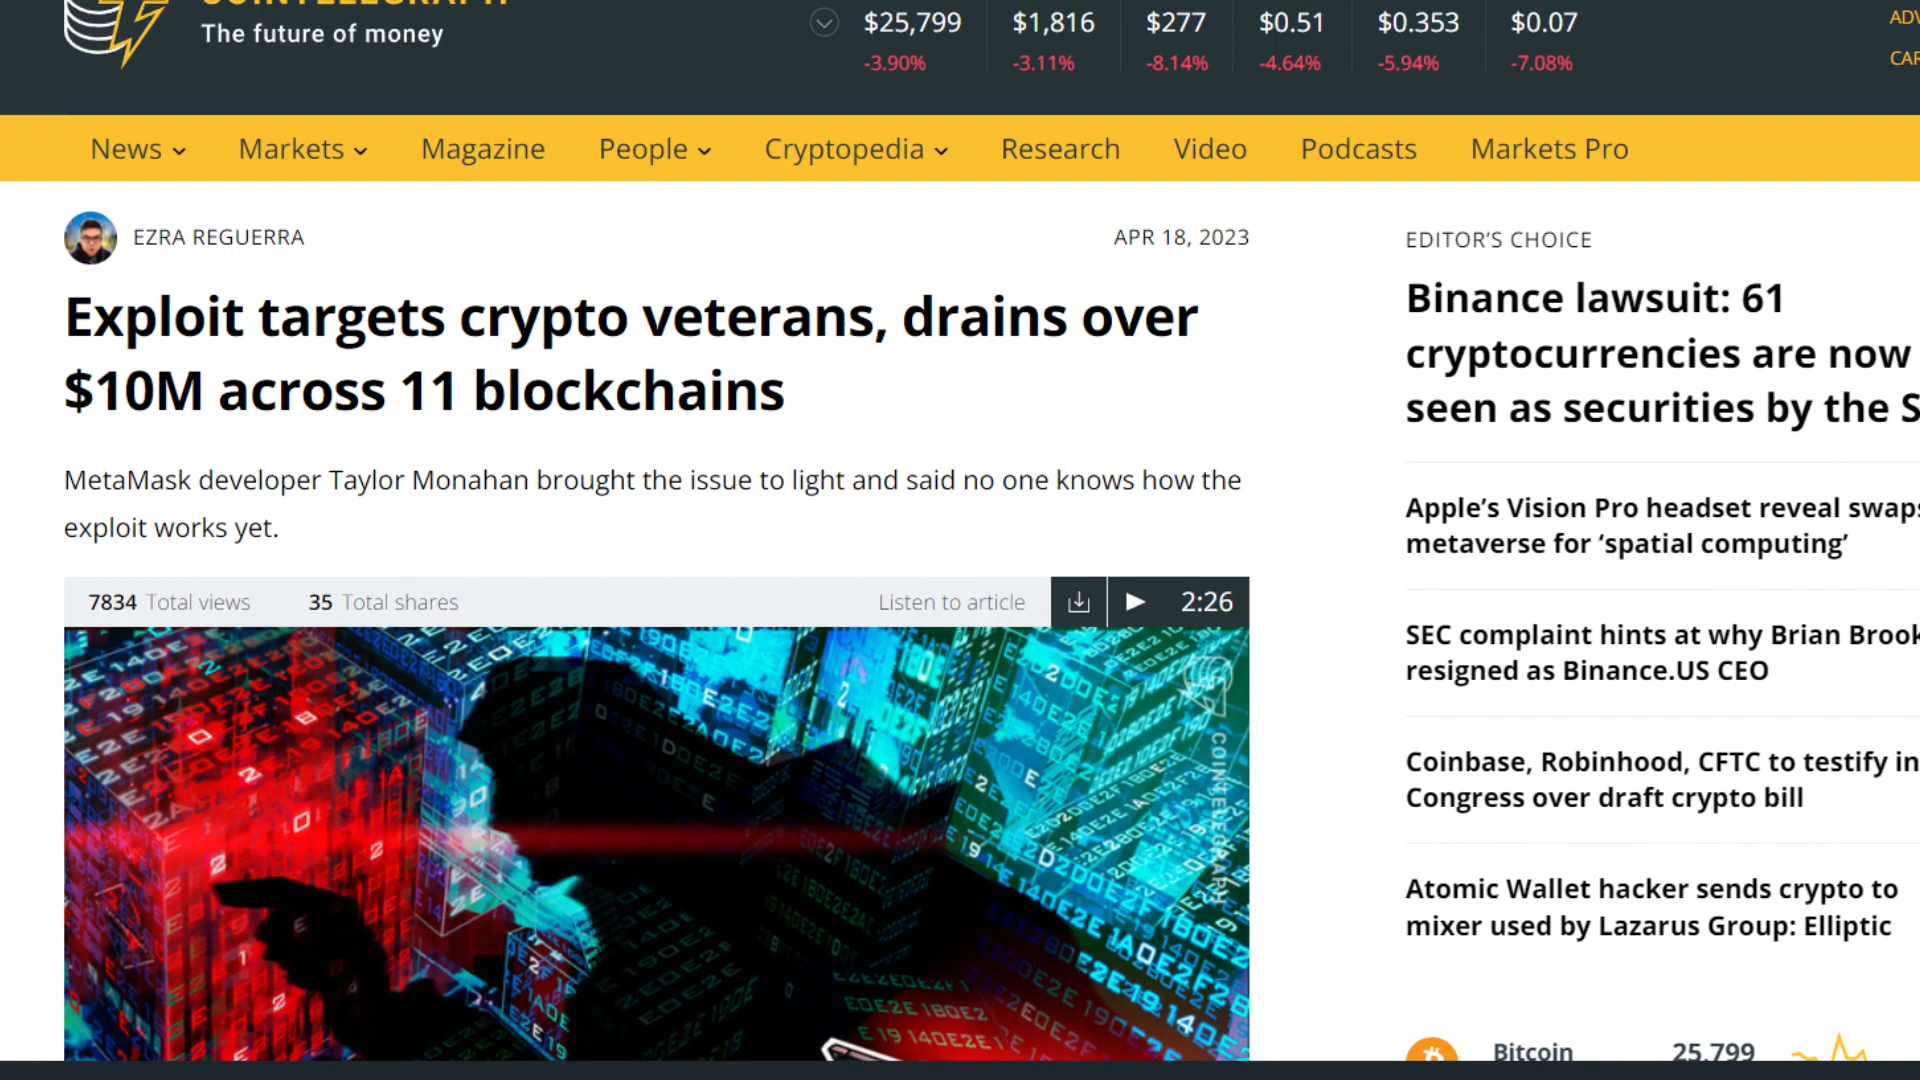 The future of money
$25,799 $1,816 $277 $0.51 $0.353 $0.07
-3.90% -3.11% -8.14% -4.64% -5.94% -7.08%
News Markets Magazine People Cryptopedia Research Video Podcasts Markets Pro
EZRA REGUERRA
APR 18, 2023
Exploit targets crypto veterans, drains over
$10M across 11 blockchains
MetaMask developer Taylor Monahan brought the issue to light and said no one knows how the
exploit works yet.
7834 Total views 35 Total shares Listen to article 2:26
COINTELEGRAPH
EDITOR'S CHOICE
Binance lawsuit: 61
cryptocurrencies are now
seen as securities by the S
Apple's Vision Pro headset reveal swaps
metaverse for ‘spatial computing’
SEC complaint hints at why Brian Brook
resigned as Binance.US CEO
Coinbase, Robinhood, CFTC to testify in
Congress over draft crypto bill
Atomic Wallet hacker sends crypto to
mixer used by Lazarus Group: Elliptic
Bitcoin 25,799